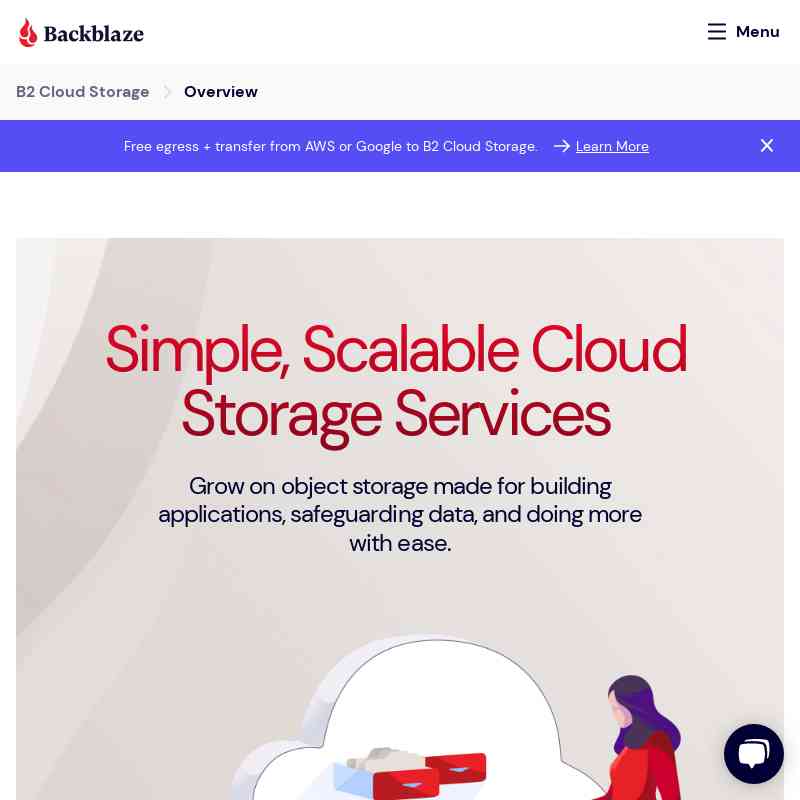 Backblaze
Menu
B2 Cloud Storage
Overview
Free egress + transfer from AWS or Google to B2 Cloud Storage.
Learn More
Simple, Scalable Cloud
Storage Services
Grow on object storage made for building
applications, safeguarding data, and doing more
with ease.